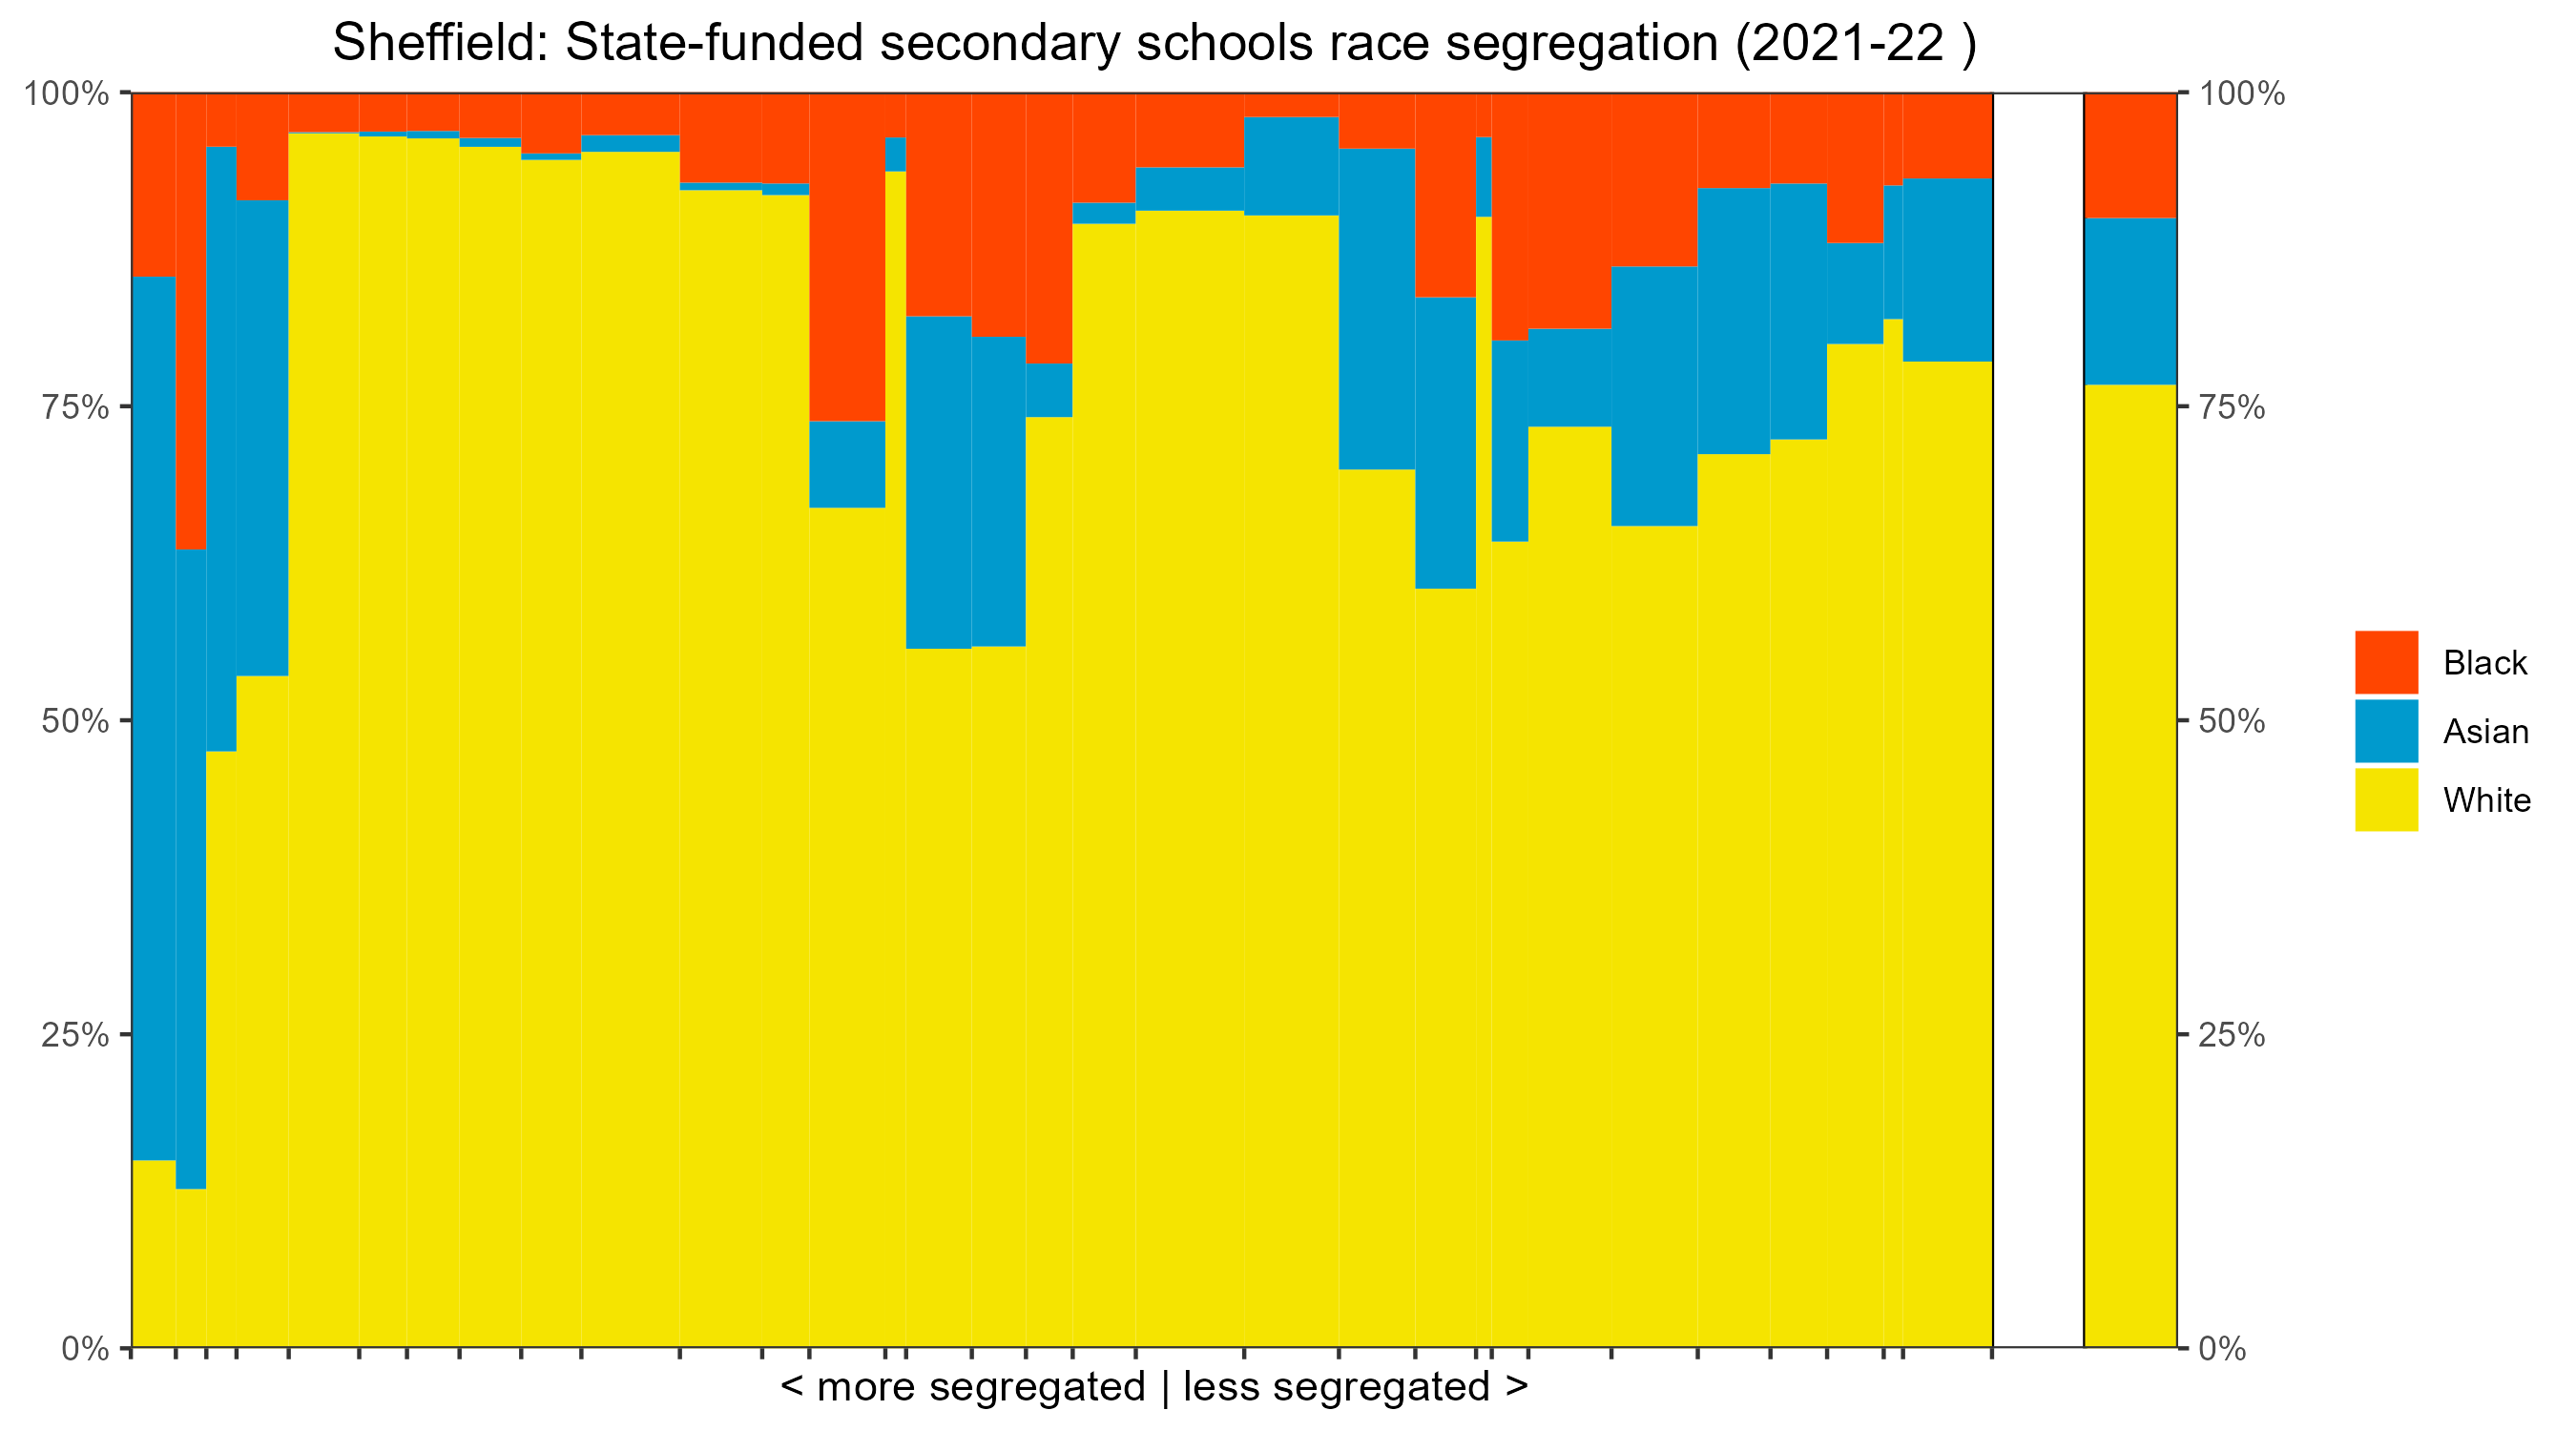 Sheffield: State-funded secondary schools race segregation (2021-22 )
100%
75%
50%
25%
0%
100%
75%
50%
25%
0%
Black
Asian
White
< more segregated | less segregated >